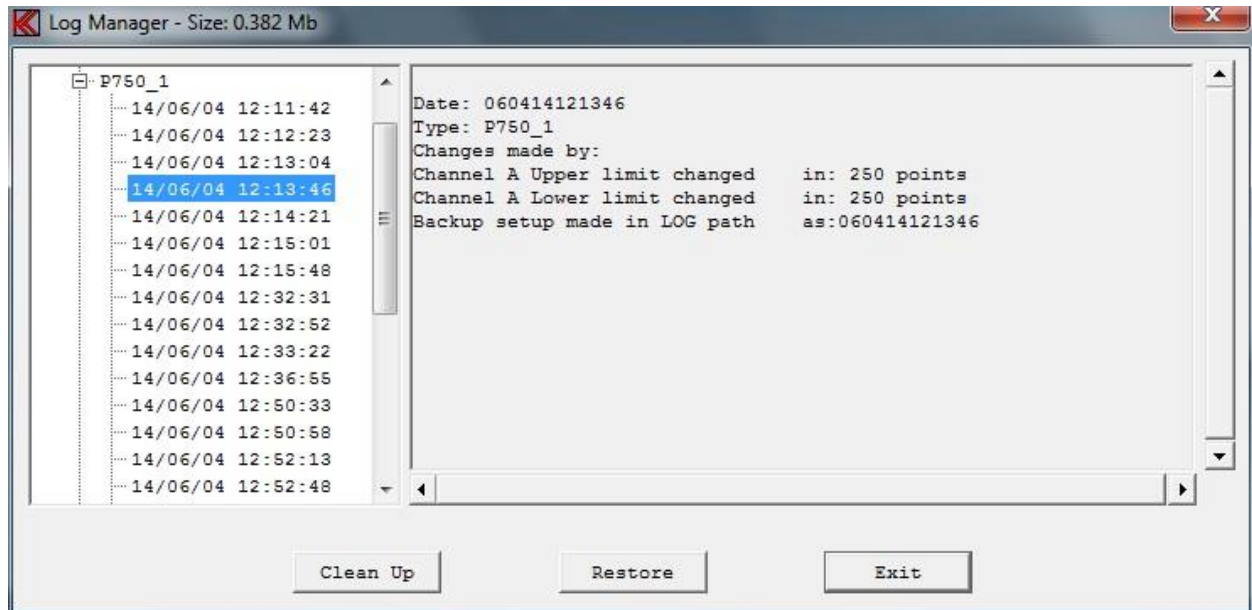 Log Manager - Size: 0.382 Mb
P750_1
14/06/04 12:11:42
14/06/04 12:12:23
14/06/04 12:13:04
14/06/04 12:13:46
14/06/04 12:14:21
14/06/04 12:15:01
14/06/04 12:15:48
14/06/04 12:32:31
14/06/04 12:32:52
14/06/04 12:33:22
14/06/04 12:36:55
14/06/04 12:50:33
14/06/04 12:50:58
14/06/04 12:52:13
14/06/04 12:52:48
Date: 060414121346
Type: P750_1
Changes made by:
Channel A Upper limit changed in: 250 points
Channel A Lower limit changed in: 250 points
Backup setup made in LOG path as:060414121346
Clean Up Restore Exit